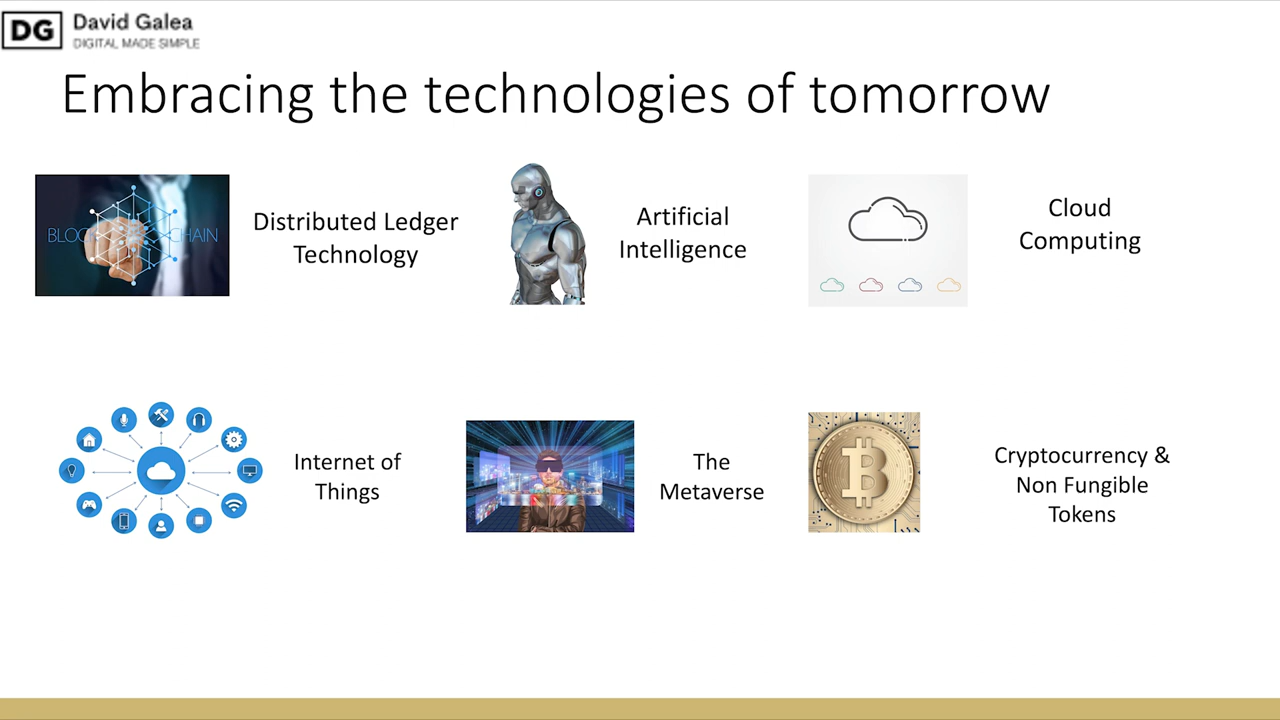 DG
David Galea
DIGITAL MADE SIMPLE
Embracing the technologies of tomorrow
BLOCKCHAIN
Distributed Ledger
Technology
Artificial
Intelligence
Cloud
Computing
Internet of
Things
The
Metaverse
Cryptocurrency &
Non Fungible
Tokens